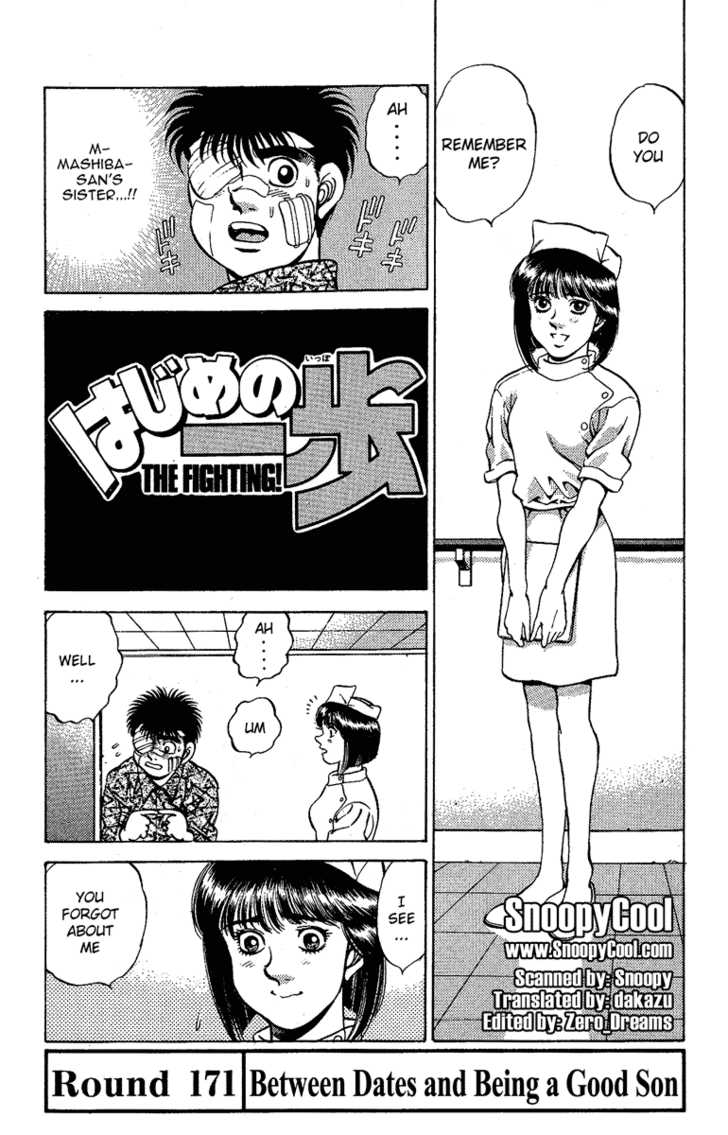 DO
YOU
REMEMBER
ME?
AH
....
M-
MASHIBA-
SAN'S
SISTER...!!
ドキ
ドキ
ドキ
いっぽ
はじめの一歩
THE FIGHTING!
AH
....
WELL
...
UM
I
SEE
...
YOU
FORGOT
ABOUT
ME
SnoopyCool
www.SnoopyCool.com
Scanned by: Snoopy
Translated by: dakazu
Edited by: Zero_Dreams
Round 171
Between Dates and Being a Good Son